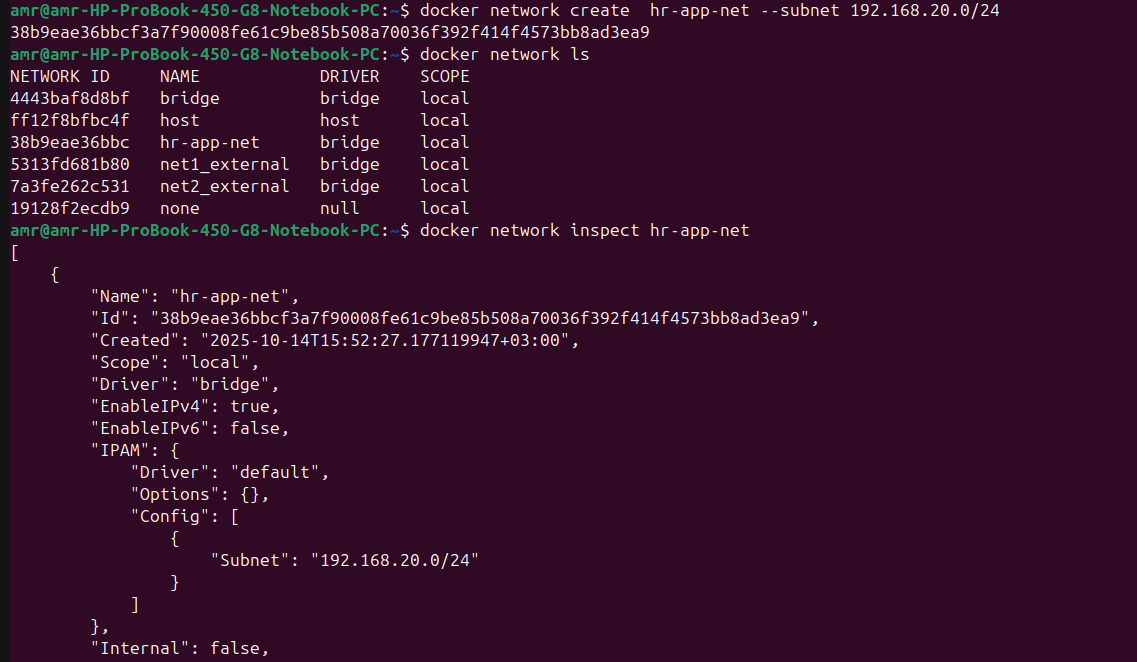 amr@amr-HP-ProBook-450-G8-Notebook-PC:~$ docker network create  hr-app-net --subnet 192.168.20.0/24
38b9eae36bbcf3a7f90008fe61c9be85b508a70036f392f414f4573bb8ad3ea9
amr@amr-HP-ProBook-450-G8-Notebook-PC:~$ docker network ls
NETWORK ID     NAME            DRIVER    SCOPE
4443baf8d8bf   bridge          bridge    local
ff12f8bfbc4f   host            host      local
38b9eae36bbc   hr-app-net      bridge    local
5313fd681b80   net1_external   bridge    local
7a3fe262c531   net2_external   bridge    local
19128f2ecdb9   none            null      local
amr@amr-HP-ProBook-450-G8-Notebook-PC:~$ docker network inspect hr-app-net
[
    {
        "Name": "hr-app-net",
        "Id": "38b9eae36bbcf3a7f90008fe61c9be85b508a70036f392f414f4573bb8ad3ea9",
        "Created": "2025-10-14T15:52:27.177119947+03:00",
        "Scope": "local",
        "Driver": "bridge",
        "EnableIPv4": true,
        "EnableIPv6": false,
        "IPAM": {
            "Driver": "default",
            "Options": {},
            "Config": [
                {
                    "Subnet": "192.168.20.0/24"
                }
            ]
        },
        "Internal": false,